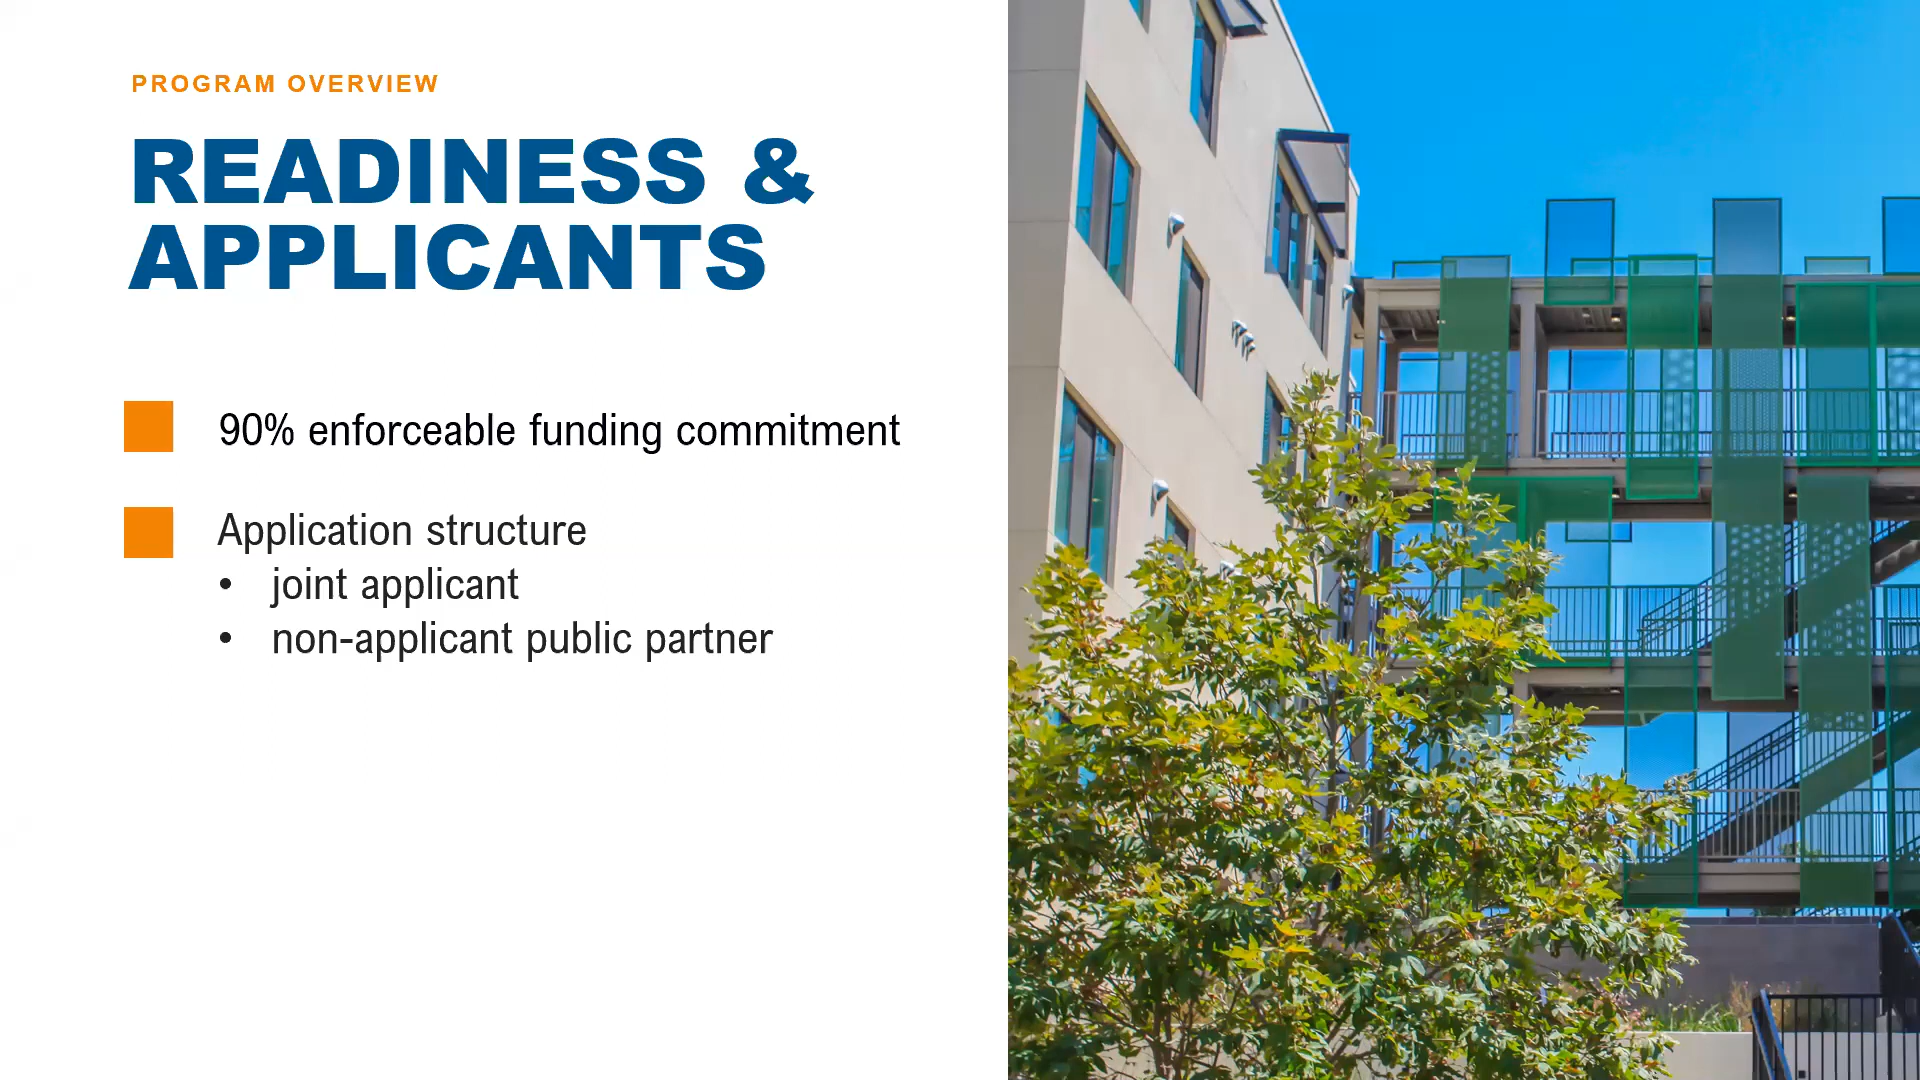 PROGRAM OVERVIEW
READINESS &
APPLICANTS
90% enforceable funding commitment
Application structure
• joint applicant
• non-applicant public partner